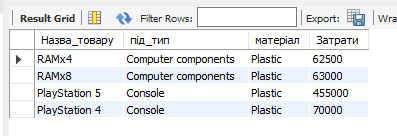 Result Grid Filter Rows: Export: Wra
Назва_товару під_тип матеріал Затрати
RAMx4 Computer components Plastic 62500
RAMx8 Computer components Plastic 63000
PlayStation 5 Console Plastic 455000
PlayStation 4 Console Plastic 70000